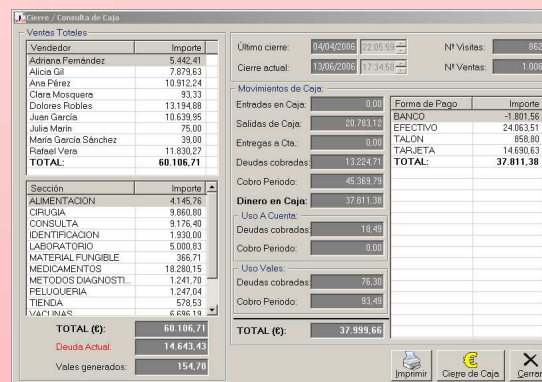 Cierre / Consulta de Caja
Ventas Totales
Vendedor Importe
Adriana Fernández 5.442,41
Alicia Gil 7.879,63
Ana Pérez 10.912,24
Clara Mosquera 93,33
Dolores Robles 13.194,88
Juan García 10.639,95
Julia Marín 75,00
María García Sánchez 39,00
Rafael Vera 11.830,27
TOTAL: 60.106,71
Sección Importe
ALIMENTACION 4.145,76
CIRUGIA 9.860,80
CONSULTA 9.176,40
IDENTIFICACION 1.930,00
LABORATORIO 5.000,83
MATERIAL FUNGIBLE 366,71
MEDICAMENTOS 18.280,15
METODOS DIAGNOSTI... 1.241,70
PELUQUERIA 1.247,04
TIENDA 578,53
VACUNAS 6.696,19
TOTAL (€): 60.106,71
Deuda Actual: 14.643,43
Vales generados: 154,78
Último cierre: 04/04/2006 22:05:59
Nº Visitas: 862
Cierre actual: 13/06/2006 17:34:58
Nº Ventas: 1.006
Movimientos de Caja:
Entradas en Caja: 0,00
Salidas de Caja: 20.783,12
Entregas a Cta.: 0,00
Deudas cobradas: 13.224,71
Cobro Periodo: 45.369,79
Dinero en Caja: 37.811,38
Uso A Cuenta:
Deudas cobradas: 18,49
Cobro Periodo: 0,00
Uso Vales:
Deudas cobradas: 76,30
Cobro Periodo: 93,49
TOTAL (€): 37.999,66
Forma de Pago Importe
BANCO -1.801,56
EFECTIVO 24.063,51
TALON 858,80
TARJETA 14.690,63
TOTAL: 37.811,38
Imprimir
Cierre de Caja
Cerrar